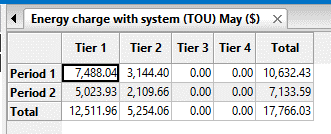 Energy charge with system (TOU) May ($)
Tier 1 Tier 2 Tier 3 Tier 4 Total
Period 1 7,488.04 3,144.40 0.00 0.00 10,632.43
Period 2 5,023.93 2,109.66 0.00 0.00 7,133.59
Total 12,511.96 5,254.06 0.00 0.00 17,766.03